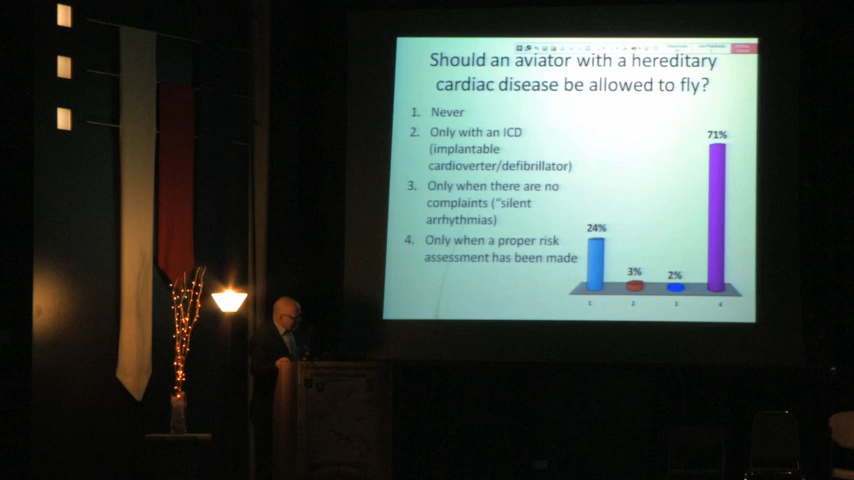 Should an aviator with a hereditary
cardiac disease be allowed to fly?
1. Never
2. Only with an ICD
(implantable
cardioverter/defibrillator)
3. Only when there are no
complaints ("silent
arrhythmias)
4. Only when a proper risk
assessment has been made
24%
3%
2%
71%
1
2
3
4